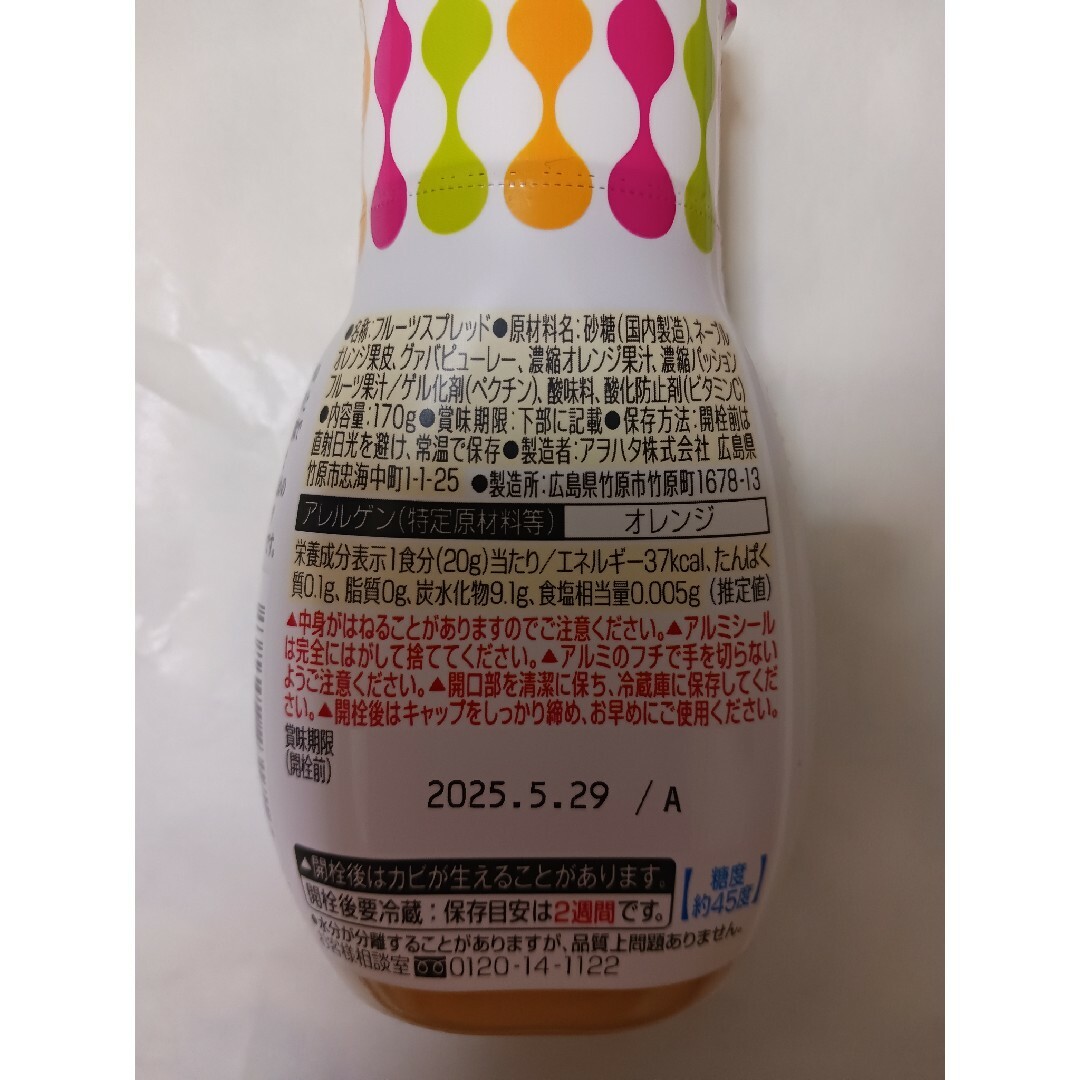 ●名称:フルーツスプレッド●原材料名:砂糖(国内製造)、ネーブル
オレンジ果皮、グァバピューレー、濃縮オレンジ果汁、濃縮パッション
フルーツ果汁/ゲル化剤(ペクチン)、酸味料、酸化防止剤(ビタミンC)
●内容量:170g●賞味期限:下部に記載●保存方法:開栓前は
直射日光を避け、常温で保存●製造者:アヲハタ株式会社 広島県
竹原市忠海中町1-1-25 ●製造所:広島県竹原市竹原町1678-13
アレルゲン(特定原材料等) オレンジ
栄養成分表示1食分(20g)当たり/エネルギー37kcal、たんぱく
質0.1g、脂質0g、炭水化物9.1g、食塩相当量0.005g(推定値)
▲中身がはねることがありますのでご注意ください。▲アルミシール
は完全にはがして捨ててください。▲アルミのフチで手を切らない
ようご注意ください。▲開口部を清潔に保ち、冷蔵庫に保存してくだ
さい。▲開栓後はキャップをしっかり締め、お早めにご使用ください。
賞味期限
(開栓前)
2025.5.29 /A
▲開栓後はカビが生えることがあります。
開栓後要冷蔵:保存目安は2週間です。
【糖度
約45度】
●水分が分離することがありますが、品質上問題ありません。
お客様相談室 0120-14-1122